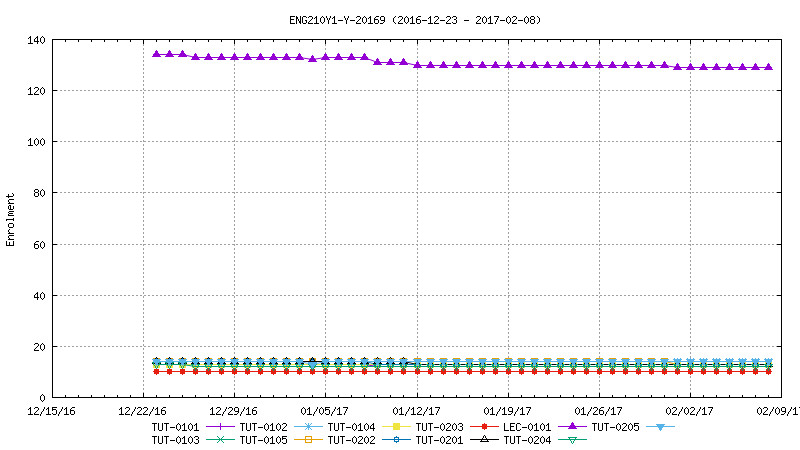 ENG210Y1-Y-20169 (2016-12-23 - 2017-02-08)
140
120
100
80
60
40
20
0
Enrolment
12/15/16 12/22/16 12/29/16 01/05/17 01/12/17 01/19/17 01/26/17 02/02/17 02/09/17
TUT-0101 TUT-0102 TUT-0104 TUT-0203 LEC-0101 TUT-0205
TUT-0103 TUT-0105 TUT-0202 TUT-0201 TUT-0204